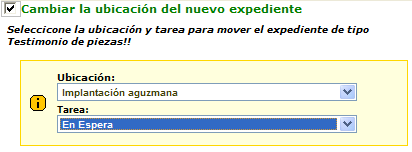 Cambiar la ubicación del nuevo expediente
Seleccione la ubicación y tarea para mover el expediente de tipo
Testimonio de piezas!!
Ubicación:
Implantación aguzmana
Tarea:
En Espera